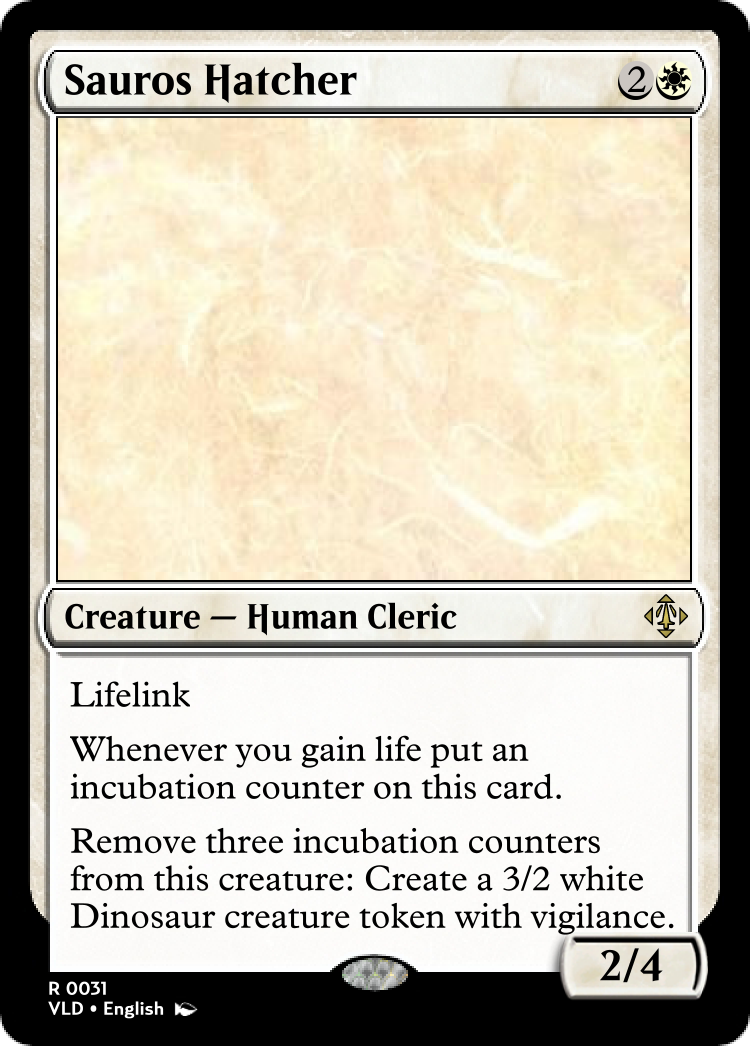 Sauros Hatcher 2
Creature — Human Cleric
Lifelink
Whenever you gain life put an
incubation counter on this card.
Remove three incubation counters
from this creature: Create a 3/2 white
Dinosaur creature token with vigilance.
2/4
R 0031
VLD • English